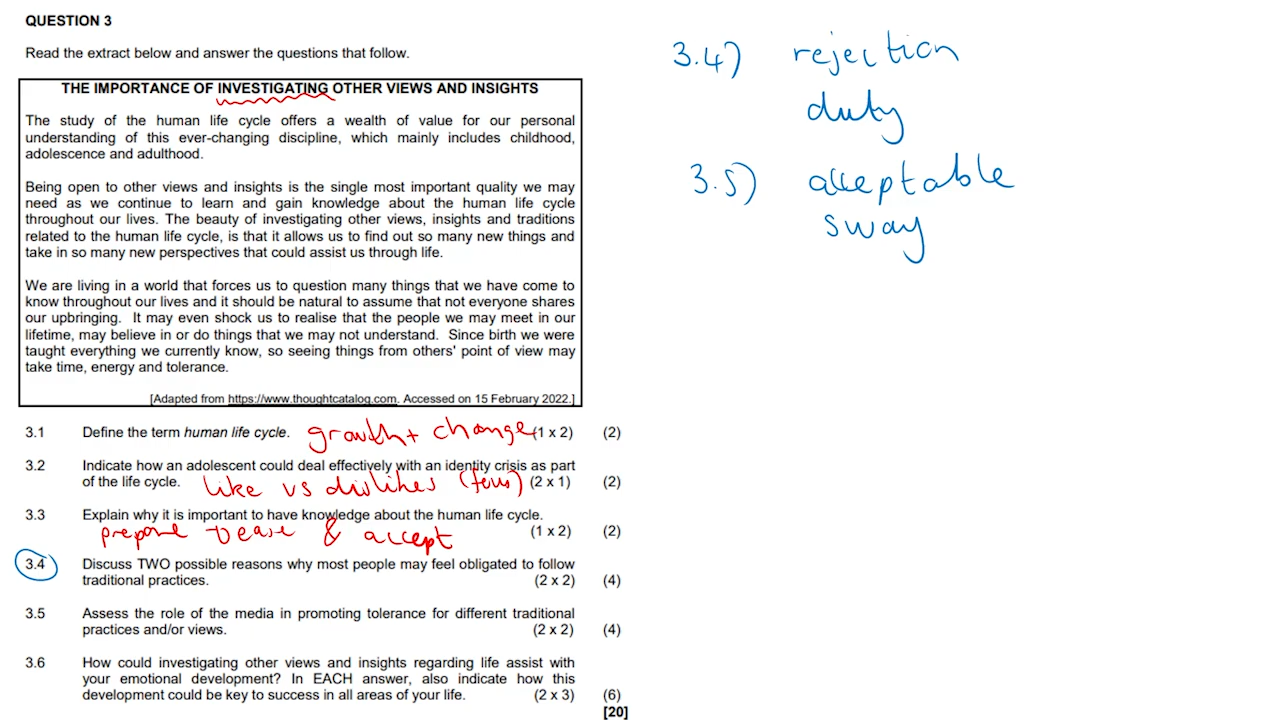 QUESTION 3
Read the extract below and answer the questions that follow.
THE IMPORTANCE OF INVESTIGATING OTHER VIEWS AND INSIGHTS
The study of the human life cycle offers a wealth of value for our personal
understanding of this ever-changing discipline, which mainly includes childhood,
adolescence and adulthood.
Being open to other views and insights is the single most important quality we may
need as we continue to learn and gain knowledge about the human life cycle
throughout our lives. The beauty of investigating other views, insights and traditions
related to the human life cycle, is that it allows us to find out so many new things and
take in so many new perspectives that could assist us through life.
We are living in a world that forces us to question many things that we have come to
know throughout our lives and it should be natural to assume that not everyone shares
our upbringing. It may even shock us to realise that the people we may meet in our
lifetime, may believe in or do things that we may not understand. Since birth we were
taught everything we currently know, so seeing things from others' point of view may
take time, energy and tolerance.
[Adapted from https://www.thoughtcatalog.com. Accessed on 15 February 2022.]
3.1 Define the term human life cycle. growth + change (1 x 2) (2)
3.2 Indicate how an adolescent could deal effectively with an identity crisis as part
of the life cycle. like vs dislikes (2 x 1) (2)
3.3 Explain why it is important to have knowledge about the human life cycle.
prepare & accept (1 x 2) (2)
3.4 Discuss TWO possible reasons why most people may feel obligated to follow
traditional practices. (2 x 2) (4)
3.5 Assess the role of the media in promoting tolerance for different traditional
practices and/or views. (2 x 2) (4)
3.6 How could investigating other views and insights regarding life assist with
your emotional development? In EACH answer, also indicate how this
development could be key to success in all areas of your life. (2 x 3) (6)
[20]
3.4) rejection
duty
3.5) acceptable
sway